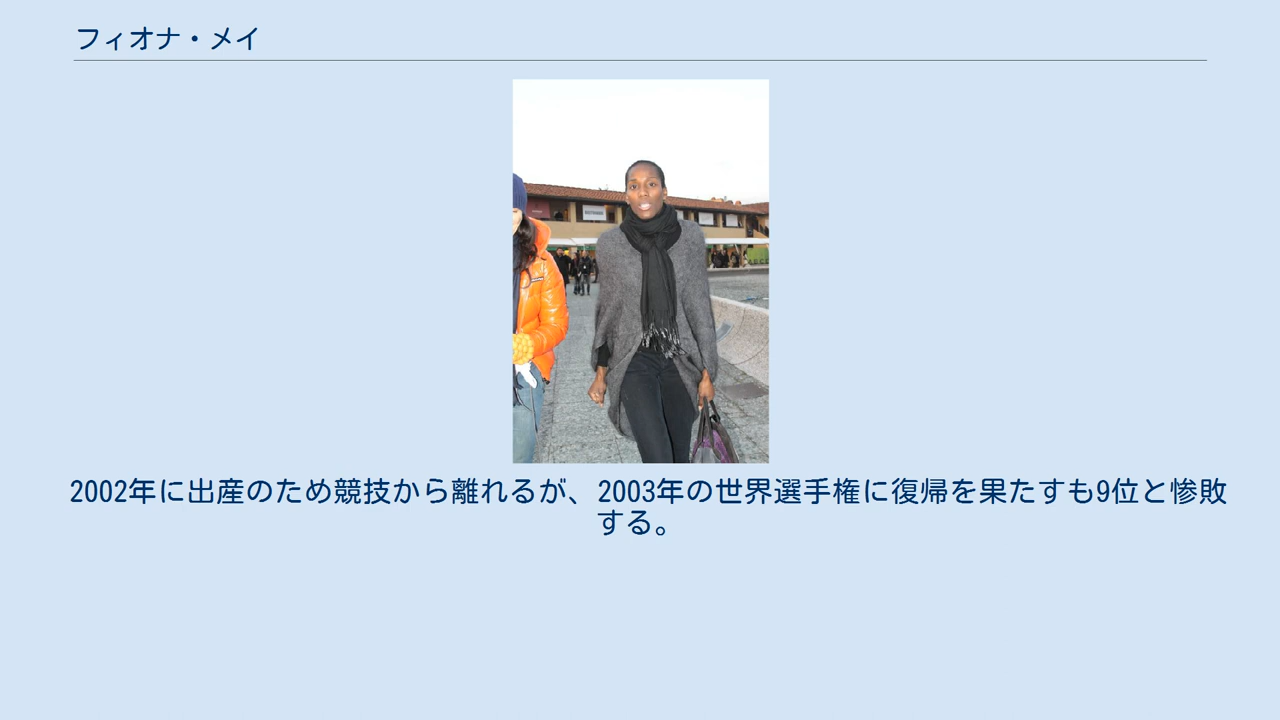 フィオナ・メイ
2002年に出産のため競技から離れるが、2003年の世界選手権に復帰を果たすも9位と惨敗
する。